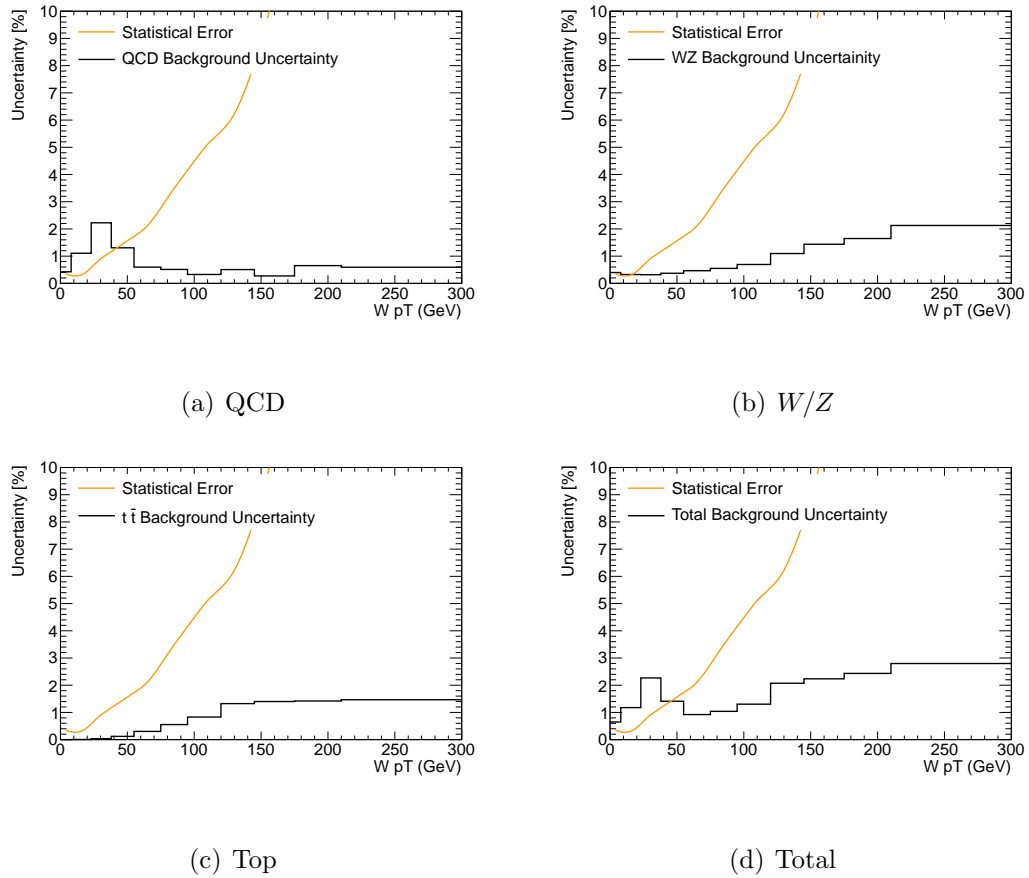 Uncertainty [%]
10
9
8
7
6
5
4
3
2
1
0
Statistical Error
QCD Background Uncertainty
0 50 100 150 200 250 300
W pT (GeV)
(a) QCD
Uncertainty [%]
10
9
8
7
6
5
4
3
2
1
0
Statistical Error
WZ Background Uncertainity
0 50 100 150 200 250 300
W pT (GeV)
(b) W/Z
Uncertainty [%]
10
9
8
7
6
5
4
3
2
1
0
Statistical Error
t t̄ Background Uncertainty
0 50 100 150 200 250 300
W pT (GeV)
(c) Top
Uncertainty [%]
10
9
8
7
6
5
4
3
2
1
0
Statistical Error
Total Background Uncertainty
0 50 100 150 200 250 300
W pT (GeV)
(d) Total